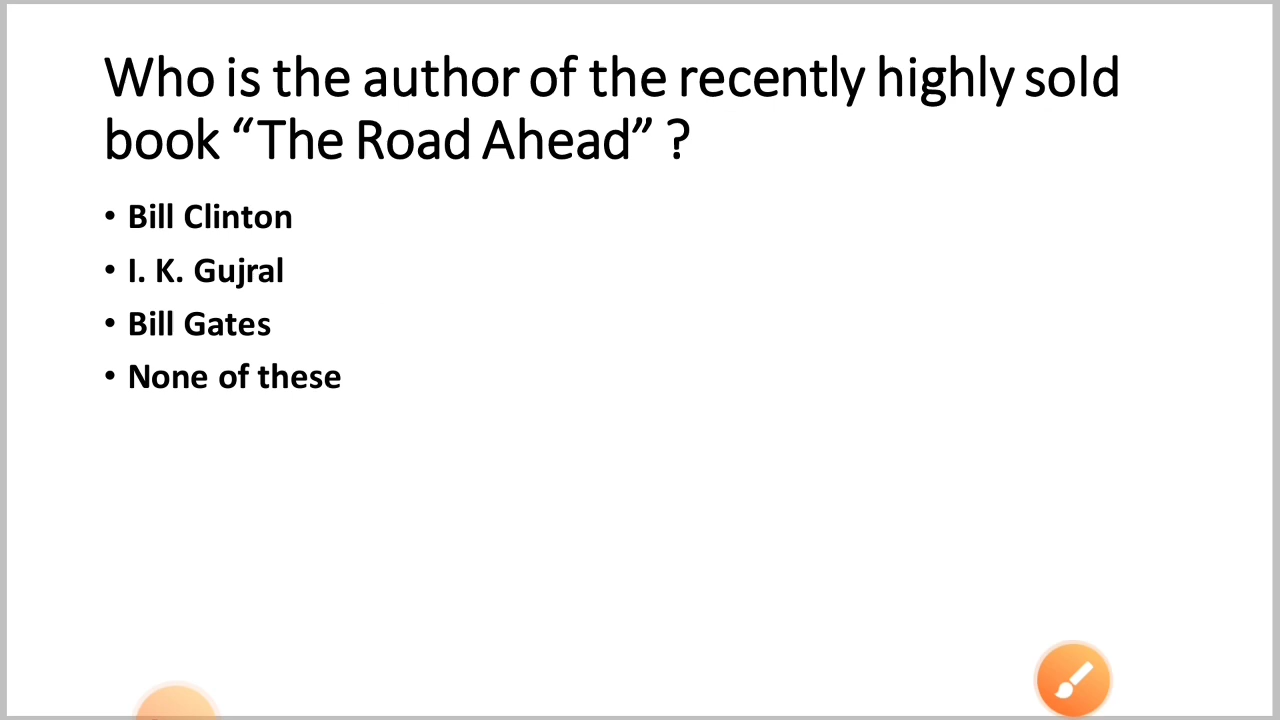 Who is the author of the recently highly sold
book “The Road Ahead” ?
• Bill Clinton
• I. K. Gujral
• Bill Gates
• None of these